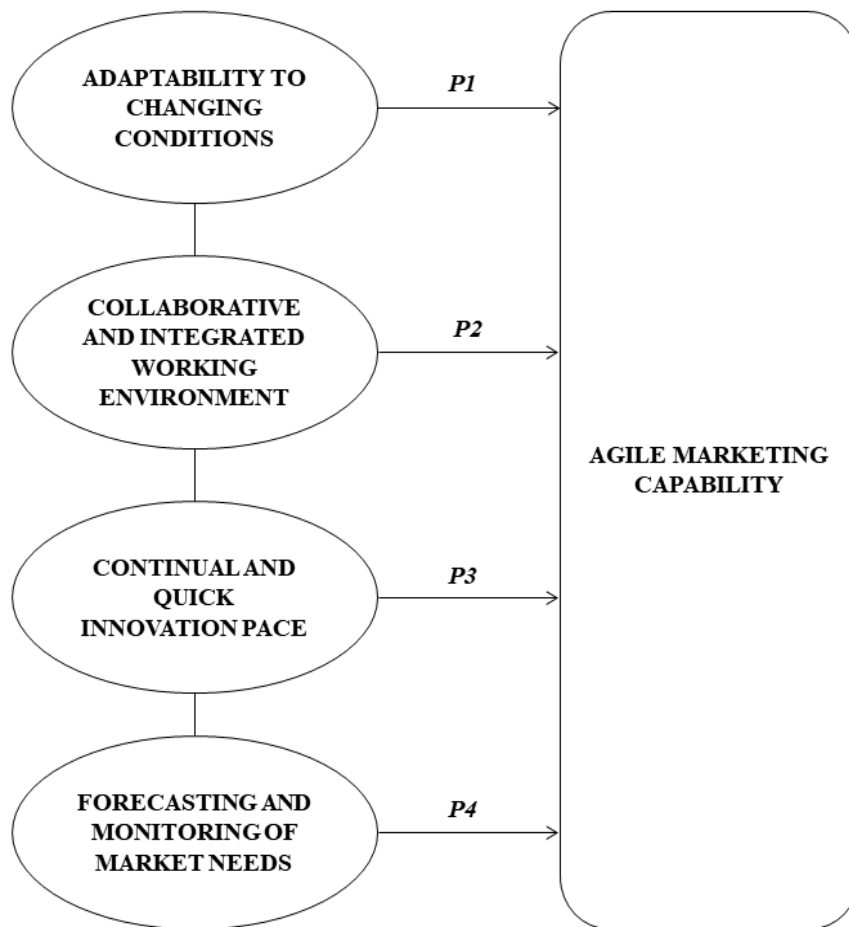 ADAPTABILITY TO
CHANGING
CONDITIONS
P1
COLLABORATIVE
AND INTEGRATED
WORKING
ENVIRONMENT
P2
AGILE MARKETING
CAPABILITY
CONTINUAL AND
QUICK
INNOVATION PACE
P3
FORECASTING AND
MONITORING OF
MARKET NEEDS
P4